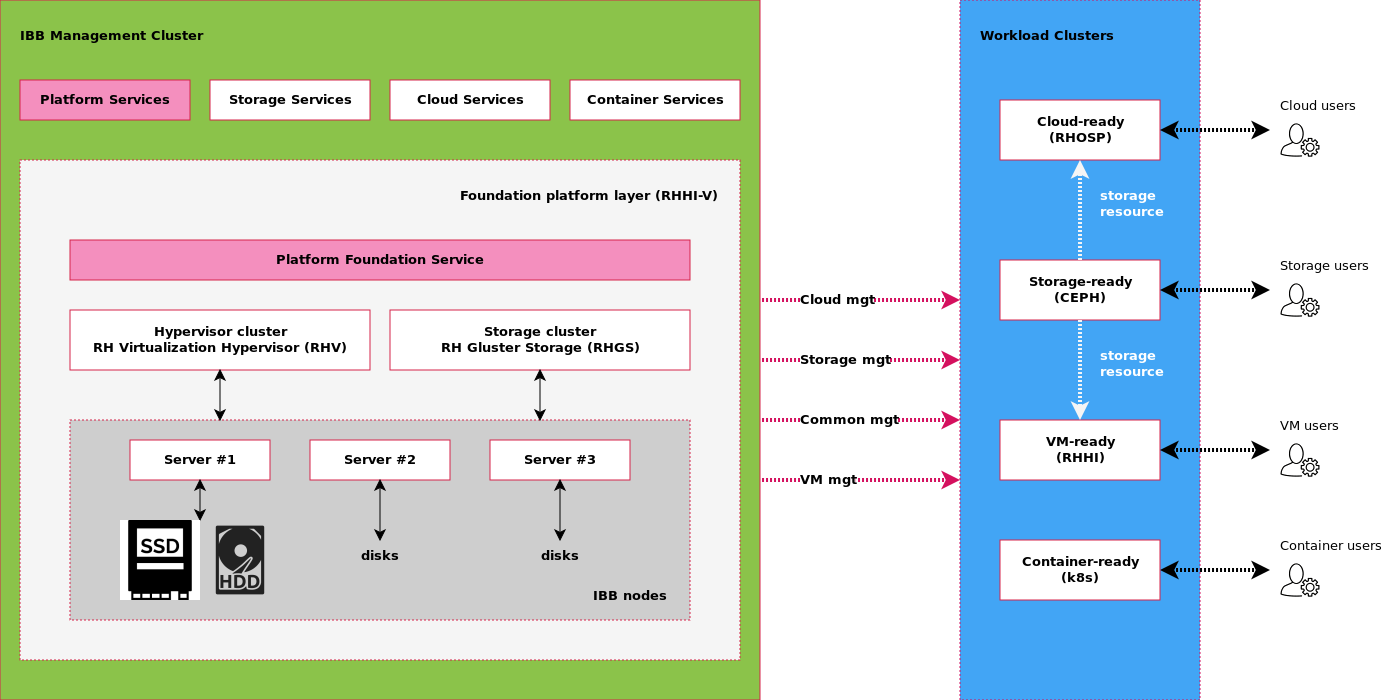 IBB Management Cluster
Platform Services
Storage Services
Cloud Services
Container Services
Foundation platform layer (RHHI-V)
Platform Foundation Service
Hypervisor cluster
RH Virtualization Hypervisor (RHV)
Storage cluster
RH Gluster Storage (RHGS)
Server #1
Server #2
Server #3
SSD
HDD
disks
disks
IBB nodes
Cloud mgt
Storage mgt
Common mgt
VM mgt
Workload Clusters
Cloud-ready
(RHOSP)
storage
resource
Storage-ready
(CEPH)
storage
resource
VM-ready
(RHHI)
Container-ready
(k8s)
Cloud users
Storage users
VM users
Container users